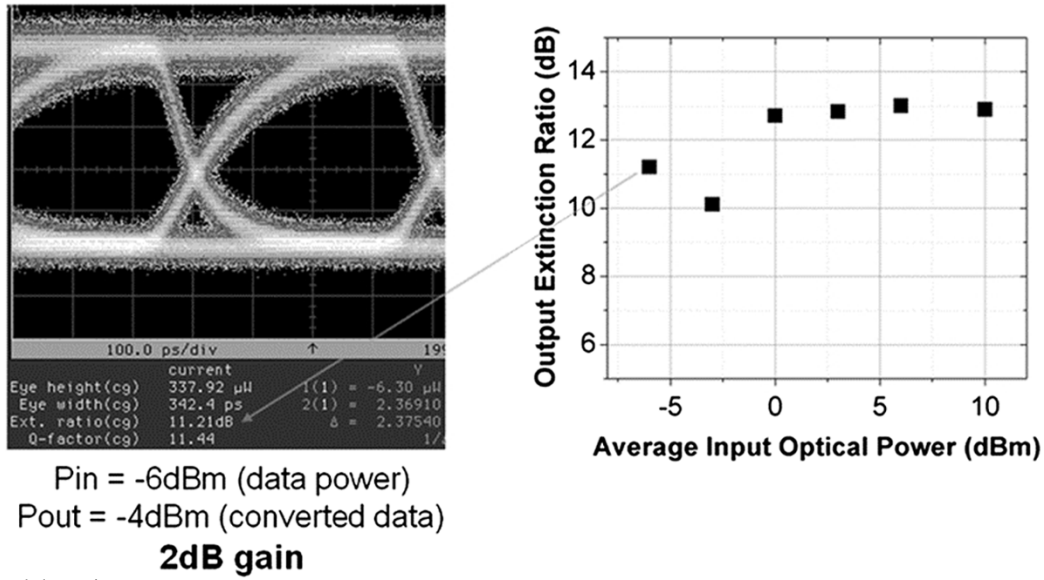 100.0 ps/div ↑ 199
current Y
Eye height(cg) 337.92 µW 1(1) = -6.30 µW
Eye width(cg) 342.4 ps 2(1) = 2.36910
Ext. ratio(cg) 11.21dB Δ = 2.37540
Q-factor(cg) 11.44 1/
Pin = -6dBm (data power)
Pout = -4dBm (converted data)
2dB gain
Output Extinction Ratio (dB)
14
12
10
8
6
-5 0 5 10
Average Input Optical Power (dBm)